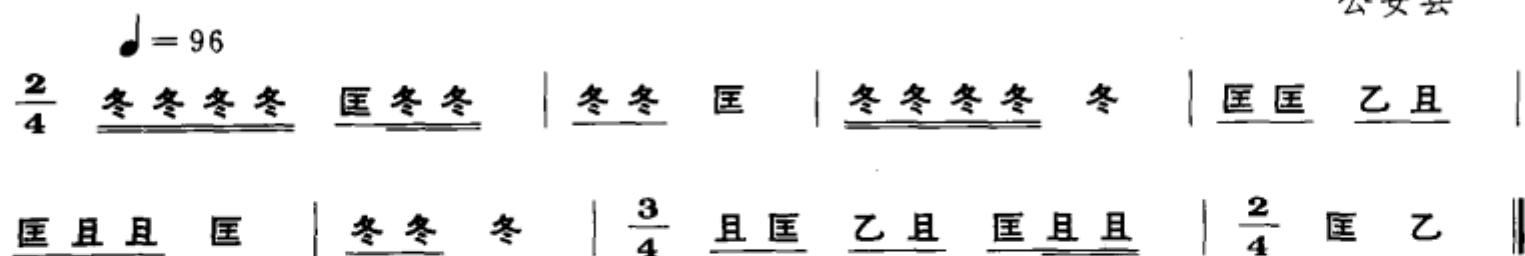 公安县
♩= 96
2/4 冬冬冬冬 匡冬冬 | 冬冬 匡 | 冬冬冬冬 冬 | 匡匡 乙且 |
匡且且 匡 | 冬冬 冬 | 3/4 且匡 乙且 匡且且 | 2/4 匡 乙 ‖